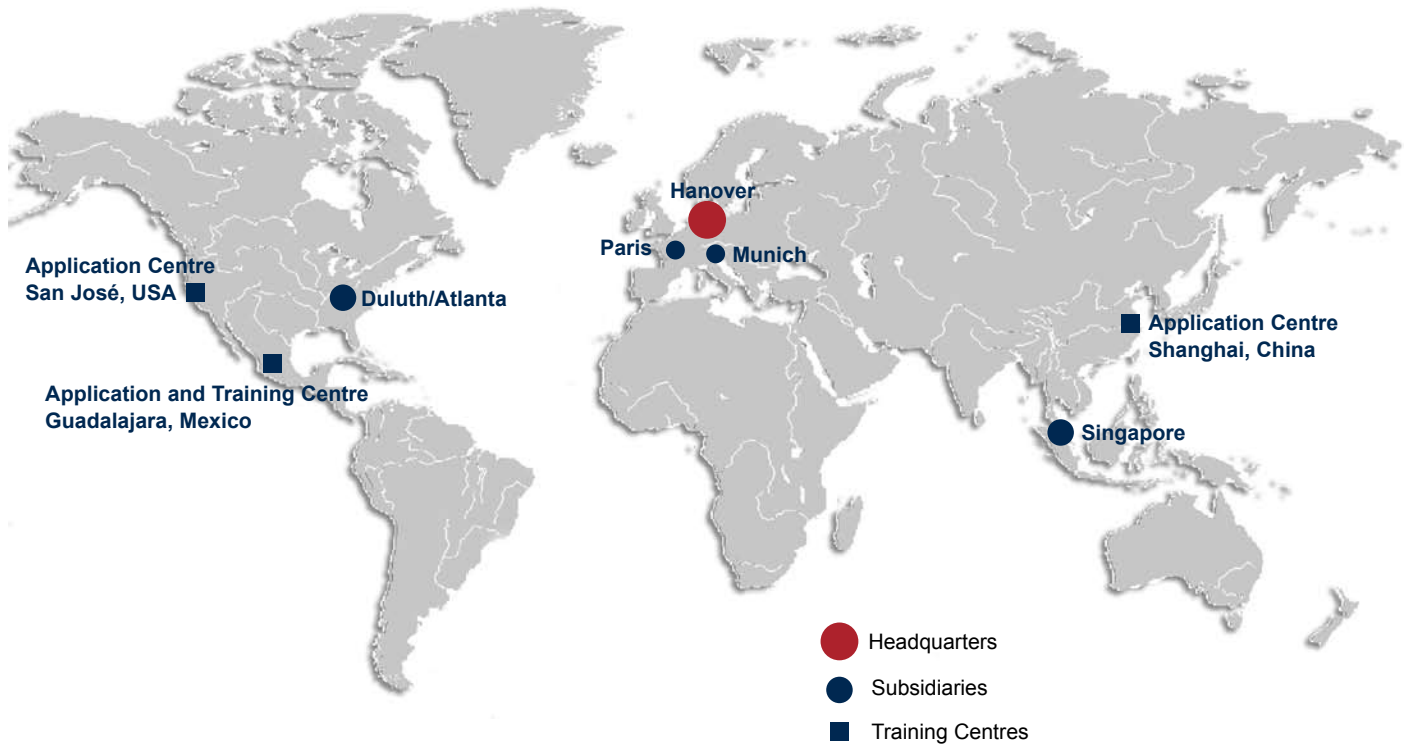 Hanover
Paris
Munich
Application Centre
San José, USA
Duluth/Atlanta
Application Centre
Shanghai, China
Application and Training Centre
Guadalajara, Mexico
Singapore
Headquarters
Subsidiaries
Training Centres